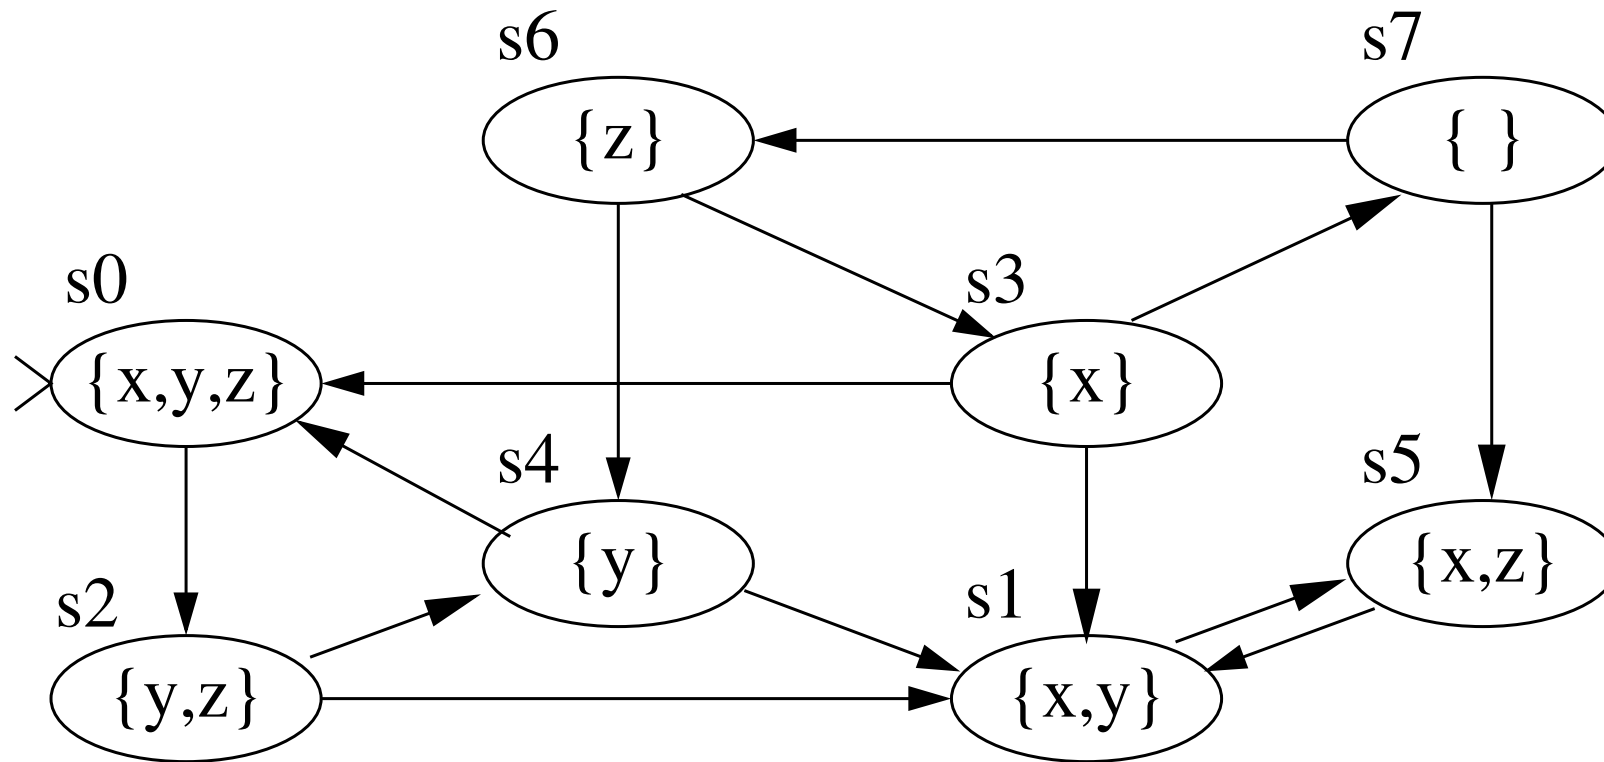 s6 s7
{z} { }
s0 s3
{x,y,z} {x}
s4 s5
{y} {x,z}
s2 s1
{y,z} {x,y}